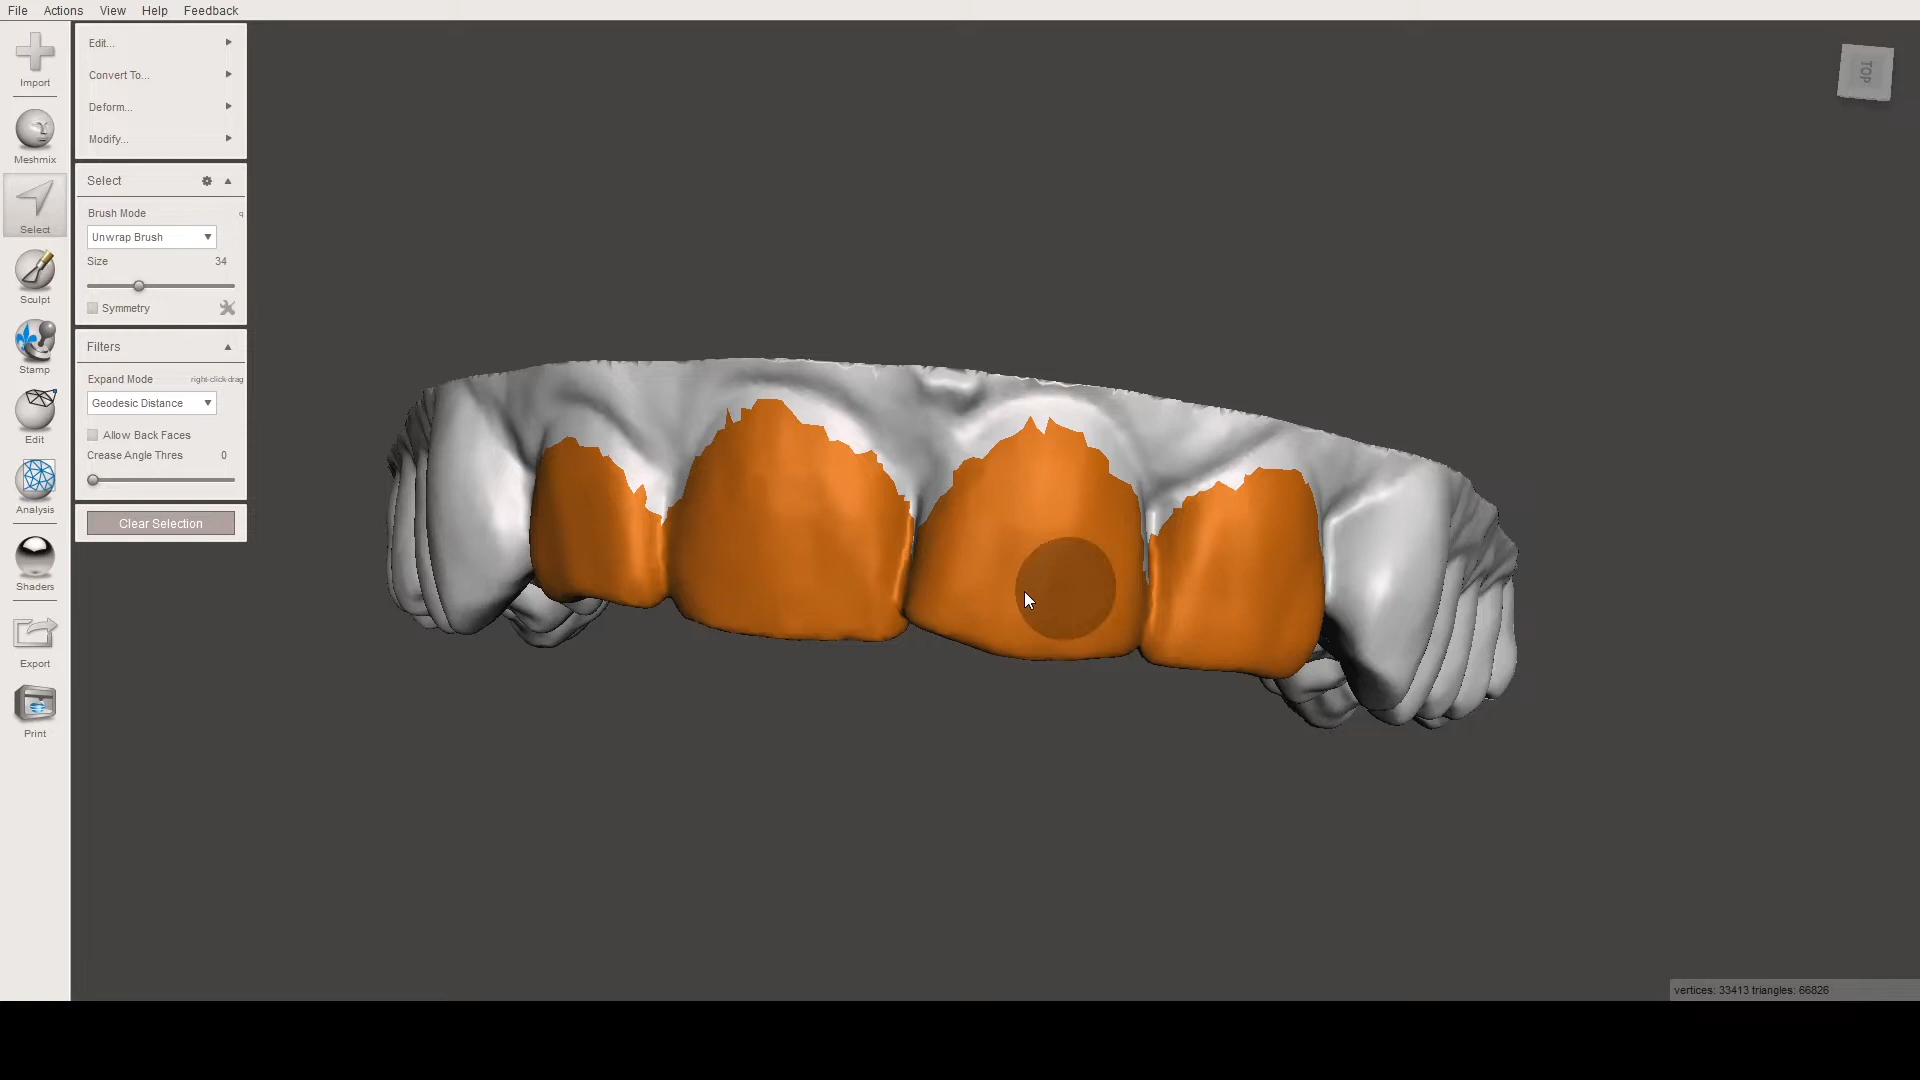 File Actions View Help Feedback
Import
Meshmix
Select
Sculpt
Stamp
Edit
Analysis
Shaders
Export
Print
Edit...
Convert To...
Deform...
Modify...
Select
Brush Mode q
Unwrap Brush
Size 34
Symmetry
Filters
Expand Mode right-click-drag
Geodesic Distance
Allow Back Faces
Crease Angle Thres 0
Clear Selection
TOP
vertices: 33413 triangles: 66826